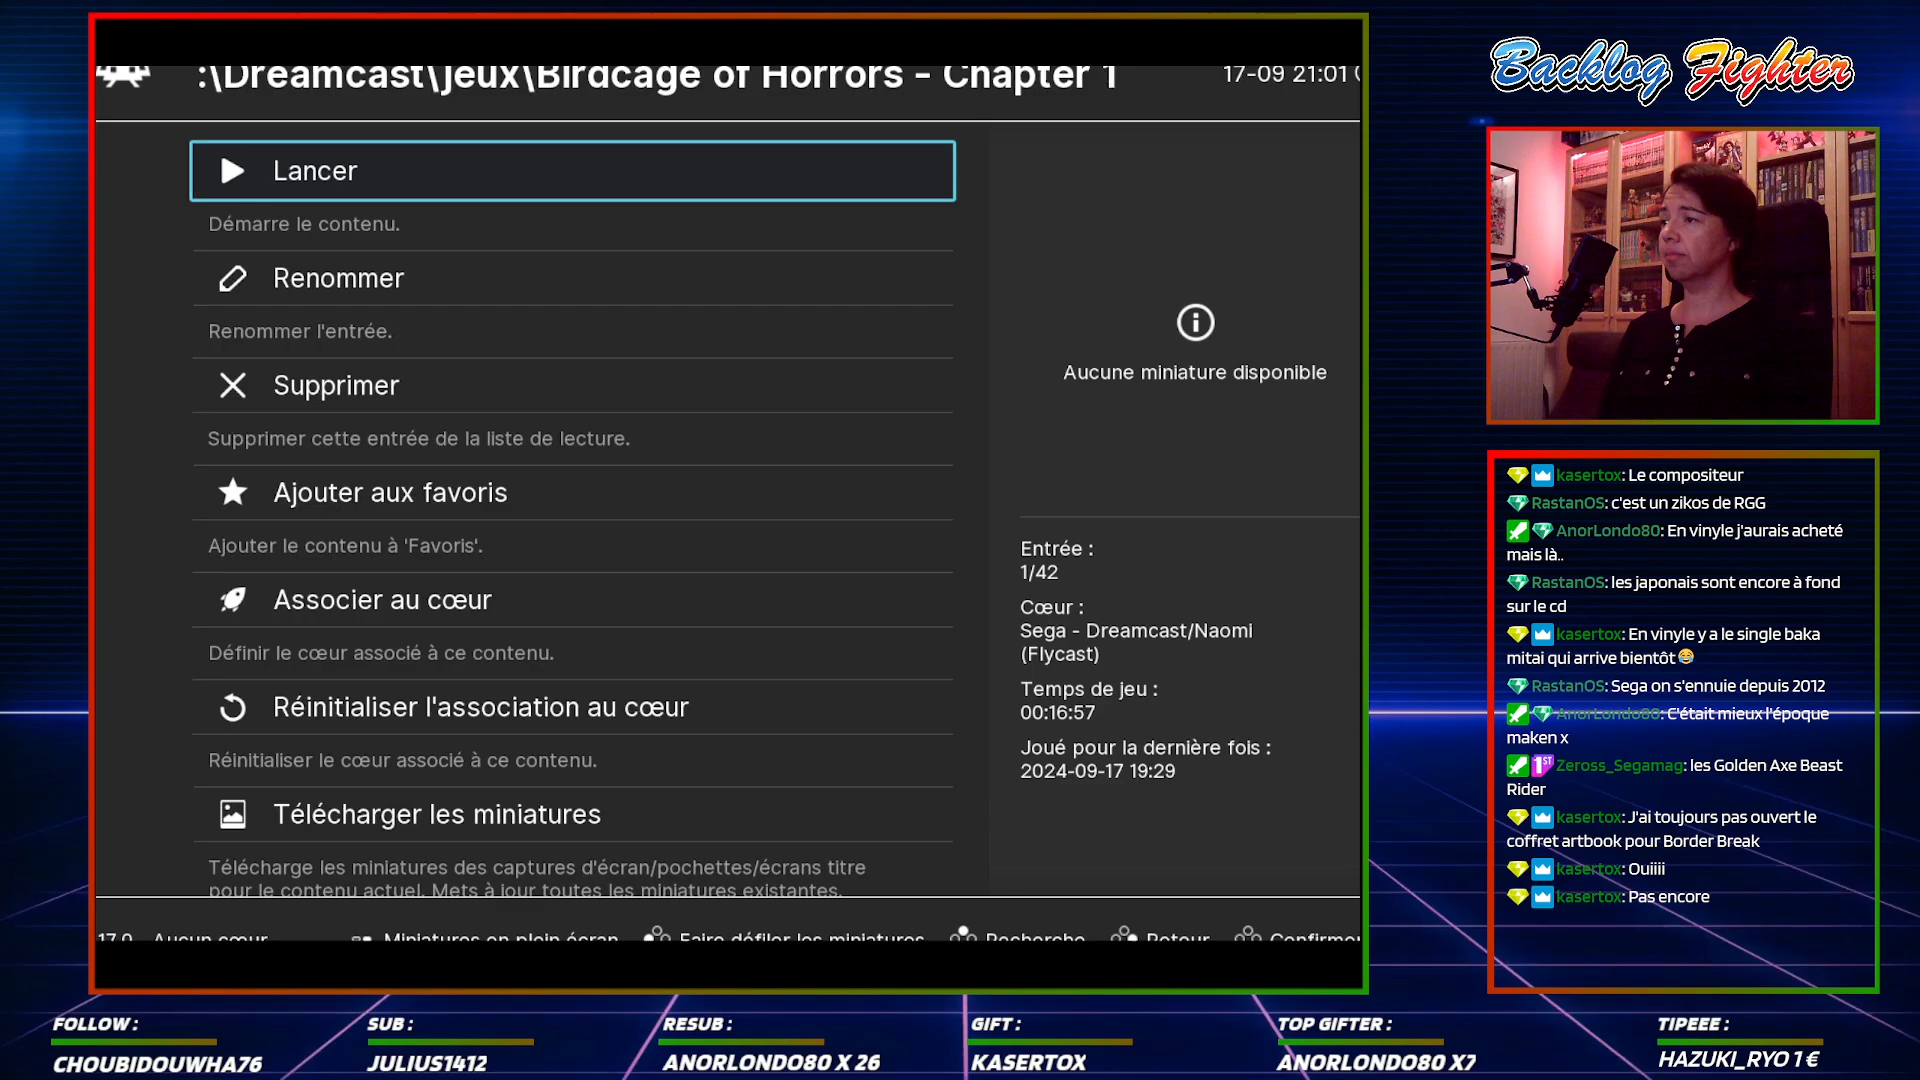 :\Dreamcast\Jeux\Birdcage of Horrors - Chapter 1
17-09 21:01
Lancer
Démarre le contenu.
Renommer
Renommer l'entrée.
Supprimer
Supprimer cette entrée de la liste de lecture.
Ajouter aux favoris
Ajouter le contenu à 'Favoris'.
Associer au cœur
Définir le cœur associé à ce contenu.
Réinitialiser l'association au cœur
Réinitialiser le cœur associé à ce contenu.
Télécharger les miniatures
Télécharge les miniatures des captures d'écran/pochettes/écrans titre
pour le contenu actuel. Mets à jour toutes les miniatures existantes.
Aucune miniature disponible
Entrée :
1/42
Cœur :
Sega - Dreamcast/Naomi
(Flycast)
Temps de jeu :
00:16:57
Joué pour la dernière fois :
2024-09-17 19:29
17.0 Aucun cœur Miniatures en plein écran Faire défiler les miniatures Recherche Retour Confirmer
Backlog Fighter
kasertox: Le compositeur
RastanOS: c'est un zikos de RGG
AnorLondo80: En vinyle j'aurais acheté
mais là..
RastanOS: les japonais sont encore à fond
sur le cd
kasertox: En vinyle y a le single baka
mitai qui arrive bientôt😂
RastanOS: Sega on s'ennuie depuis 2012
AnorLondo80: C'était mieux l'époque
maken x
1ST Zeross_Segamag: les Golden Axe Beast
Rider
kasertox: J'ai toujours pas ouvert le
coffret artbook pour Border Break
kasertox: Ouiiii
kasertox: Pas encore
FOLLOW :
CHOUBIDOUWHA76
SUB :
JULIUS1412
RESUB :
ANORLONDO80 X 26
GIFT :
KASERTOX
TOP GIFTER :
ANORLONDO80 X7
TIPEEE :
HAZUKI_RYO 1 €